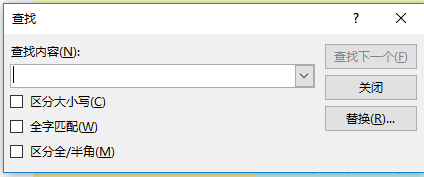 查找
?
查找内容(N):
查找下一个(F)
关闭
区分大小写(C)
替换(R)...
全字匹配(W)
区分全/半角(M)